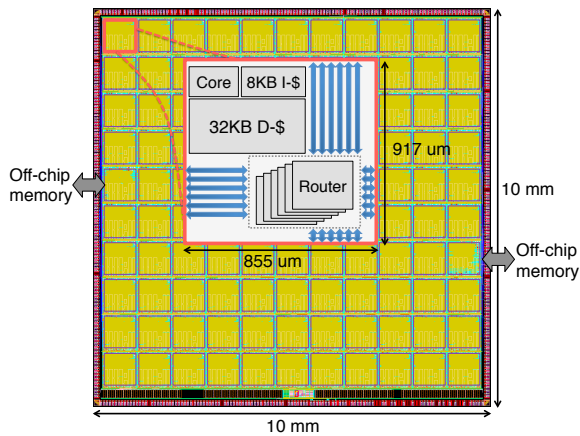 Core
8KB I-$
32KB D-$
917 um
Router
Off-chip
memory
10 mm
855 um
Off-chip
memory
10 mm